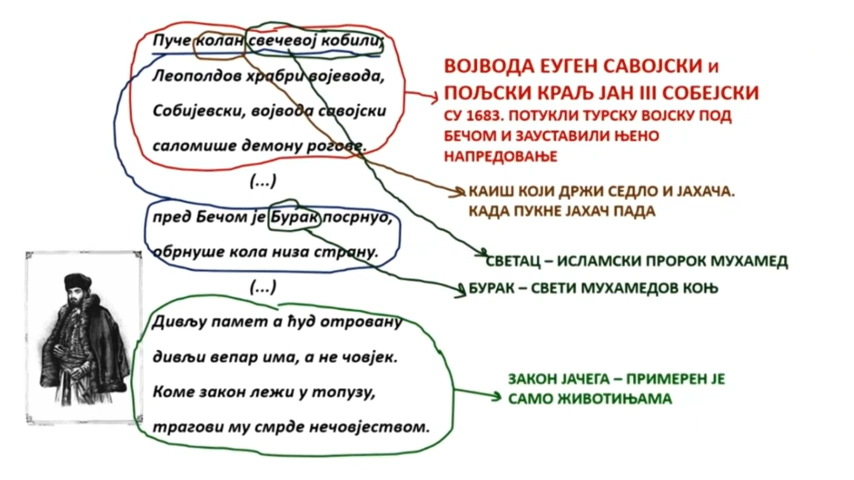 Пуче колан свечевој кобили;
Леополдов храбри војевода,
Собијевски, војвода савојски
саломише демону рогове.
(...)
пред Бечом је Бурак посрнуо,
обрнуше кола низа страну.
(...)
Дивљу памет а ћуд отровану
дивљи вепар има, а не човјек.
Коме закон лежи у топузу,
трагови му смрде нечовјеством.
ВОЈВОДА ЕУГЕН САВОЈСКИ и
ПОЉСКИ КРАЉ ЈАН III СОБЕЈСКИ
СУ 1683. ПОТУКЛИ ТУРСКУ ВОЈСКУ ПОД
БЕЧОМ И ЗАУСТАВИЛИ ЊЕНО
НАПРЕДОВАЊЕ
КАИШ КОЈИ ДРЖИ СЕДЛО И ЈАХАЧА.
КАДА ПУКНЕ ЈАХАЧ ПАДА
СВЕТАЦ – ИСЛАМСКИ ПРОРОК МУХАМЕД
БУРАК – СВЕТИ МУХАМЕДОВ КОЊ
ЗАКОН ЈАЧЕГА – ПРИМЕРЕН ЈЕ
САМО ЖИВОТИЊАМА